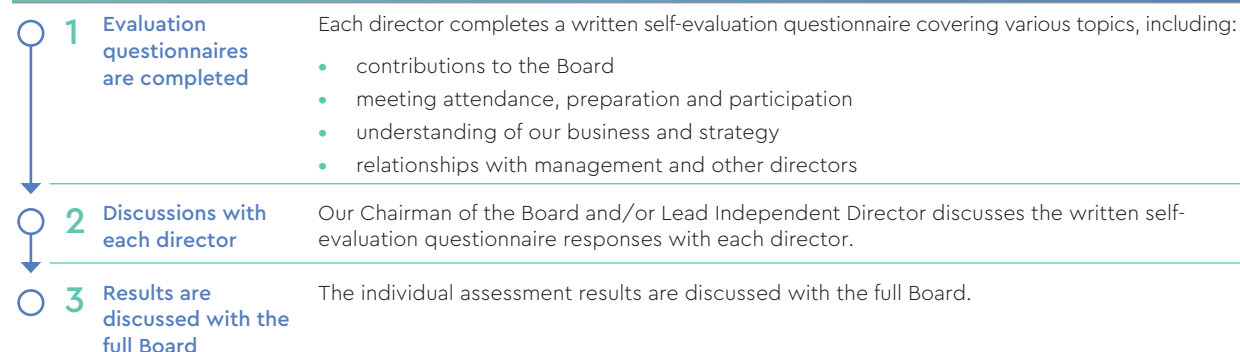 1 Evaluation questionnaires are completed
Each director completes a written self-evaluation questionnaire covering various topics, including:
• contributions to the Board
• meeting attendance, preparation and participation
• understanding of our business and strategy
• relationships with management and other directors
2 Discussions with each director
Our Chairman of the Board and/or Lead Independent Director discusses the written self-
evaluation questionnaire responses with each director.
3 Results are discussed with the full Board
The individual assessment results are discussed with the full Board.